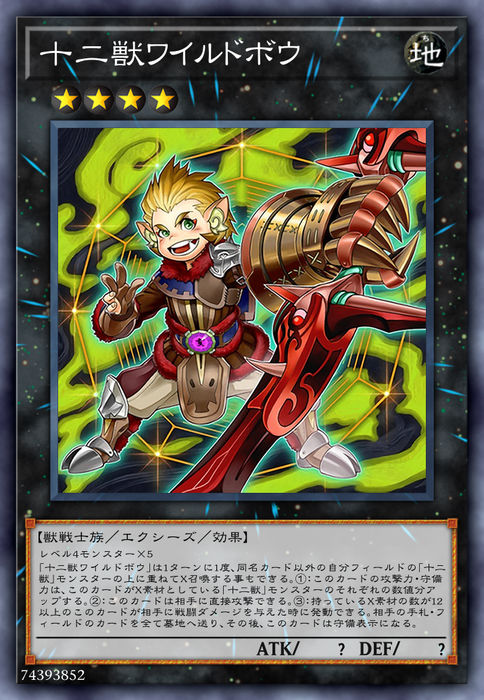 十二獣ワイルドボウ
ち
地
【獣戦士族／エクシーズ／効果】
レベル4モンスター×5
「十二獣ワイルドボウ」は1ターンに1度、同名カード以外の自分フィールドの「十二
獣」モンスターの上に重ねてX召喚する事もできる。①：このカードの攻撃力・守備
力は、このカードがX素材としている「十二獣」モンスターのそれぞれの数値分ア
ップする。②：このカードは相手に直接攻撃できる。③：持っているX素材の数が12
以上のこのカードが相手に戦闘ダメージを与えた時に発動できる。相手の手札・フ
ィールドのカードを全て墓地へ送り、その後、このカードは守備表示になる。
ATK/ ? DEF/ ?
74393852